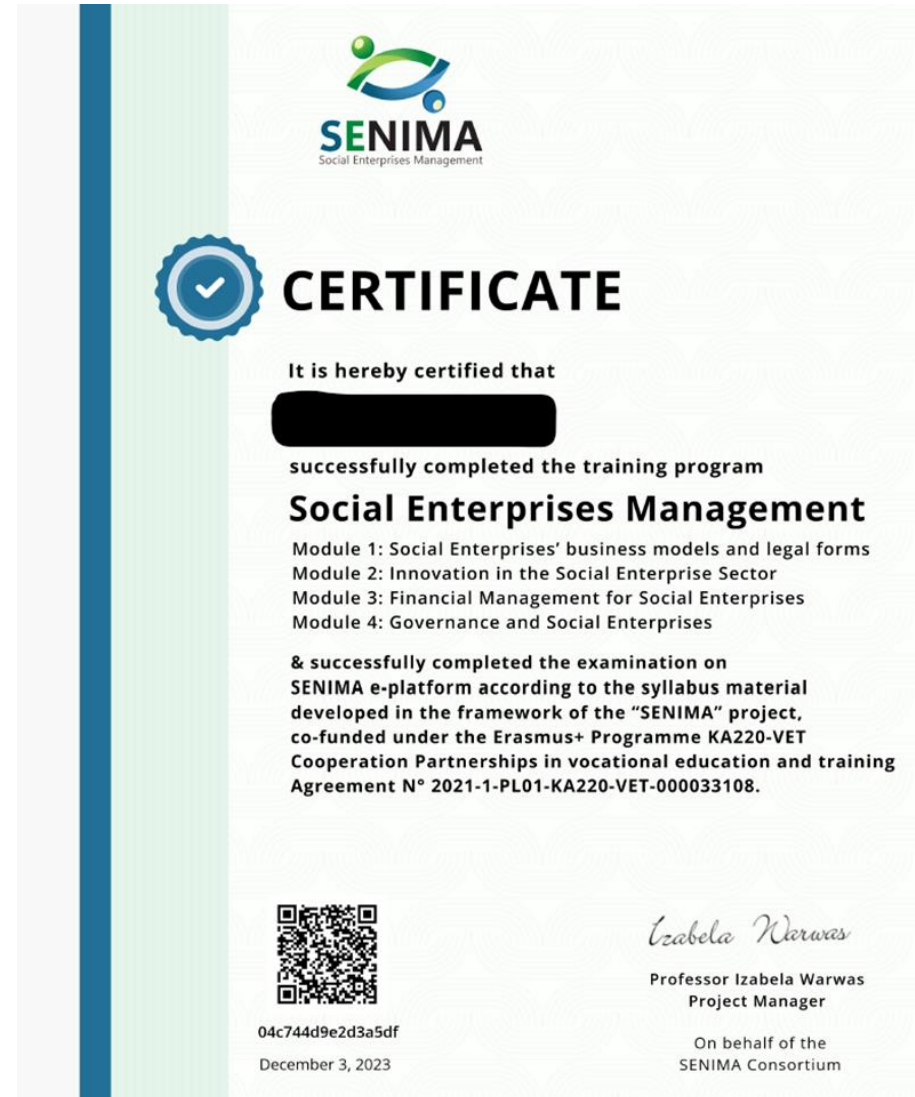 SENIMA
Social Enterprises Management
CERTIFICATE
It is hereby certified that
successfully completed the training program
Social Enterprises Management
Module 1: Social Enterprises’ business models and legal forms
Module 2: Innovation in the Social Enterprise Sector
Module 3: Financial Management for Social Enterprises
Module 4: Governance and Social Enterprises
& successfully completed the examination on
SENIMA e-platform according to the syllabus material
developed in the framework of the “SENIMA” project,
co-funded under the Erasmus+ Programme KA220-VET
Cooperation Partnerships in vocational education and training
Agreement N° 2021-1-PL01-KA220-VET-000033108.
04c744d9e2d3a5df
December 3, 2023
Izabela Warwas
Professor Izabela Warwas
Project Manager
On behalf of the
SENIMA Consortium